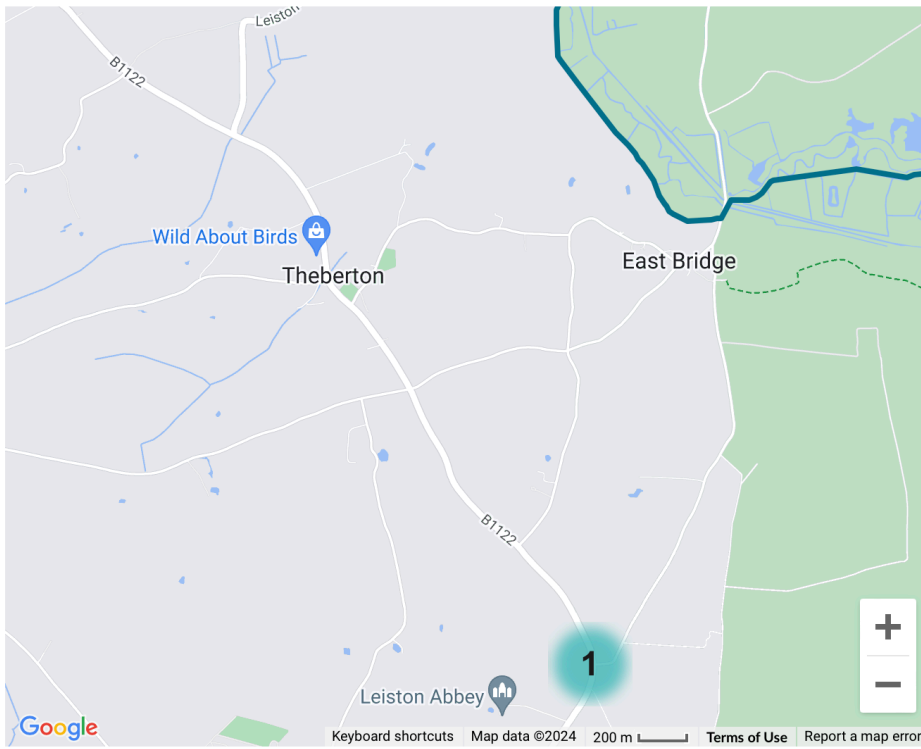 Leiston
B1122
Wild About Birds
Theberton
East Bridge
B1122
1
Leiston Abbey
+
−
Google
Keyboard shortcuts
Map data ©2024
200 m
Terms of Use
Report a map error